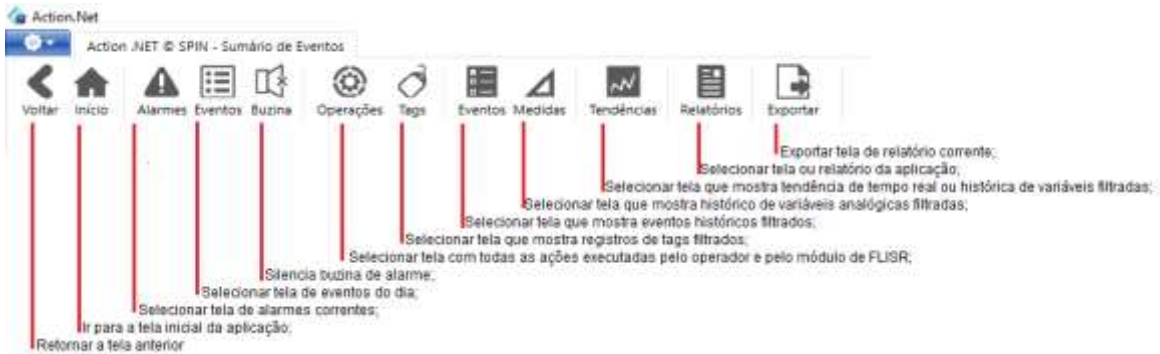 Action.Net
Action .NET © SPIN - Sumário de Eventos
Voltar Início Alarmes Eventos Buzina Operações Tags Eventos Medidas Tendências Relatórios Exportar
Exportar tela de relatório corrente;
Selecionar tela ou relatório da aplicação;
Selecionar tela que mostra tendência de tempo real ou histórica de variáveis filtradas;
Selecionar tela que mostra histórico de variáveis analógicas filtradas;
Selecionar tela que mostra eventos históricos filtrados;
Selecionar tela que mostra registros de tags filtrados;
Selecionar tela com todas as ações executadas pelo operador e pelo módulo de FLISR;
Silencia buzina de alarme;
Selecionar tela de eventos do dia;
Selecionar tela de alarmes correntes;
Ir para a tela inicial da aplicação;
Retornar a tela anterior